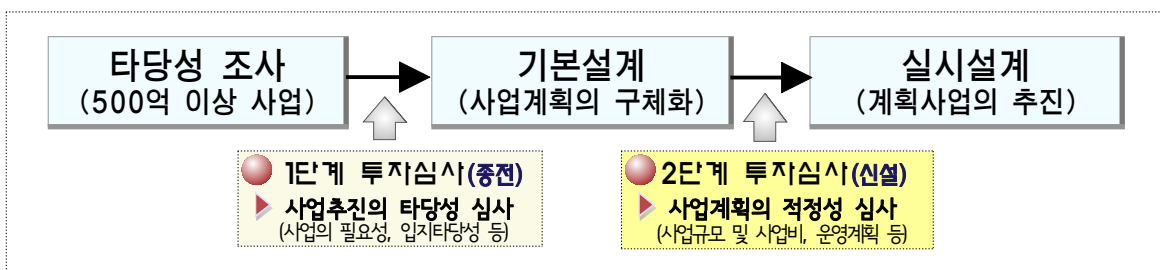 타당성 조사
(500억 이상 사업)
기본설계
(사업계획의 구체화)
실시설계
(계획사업의 추진)
1단계 투자심사(종전)
사업추진의 타당성 심사
(사업의 필요성, 입지타당성 등)
2단계 투자심사(신설)
사업계획의 적정성 심사
(사업규모 및 사업비, 운영계획 등)